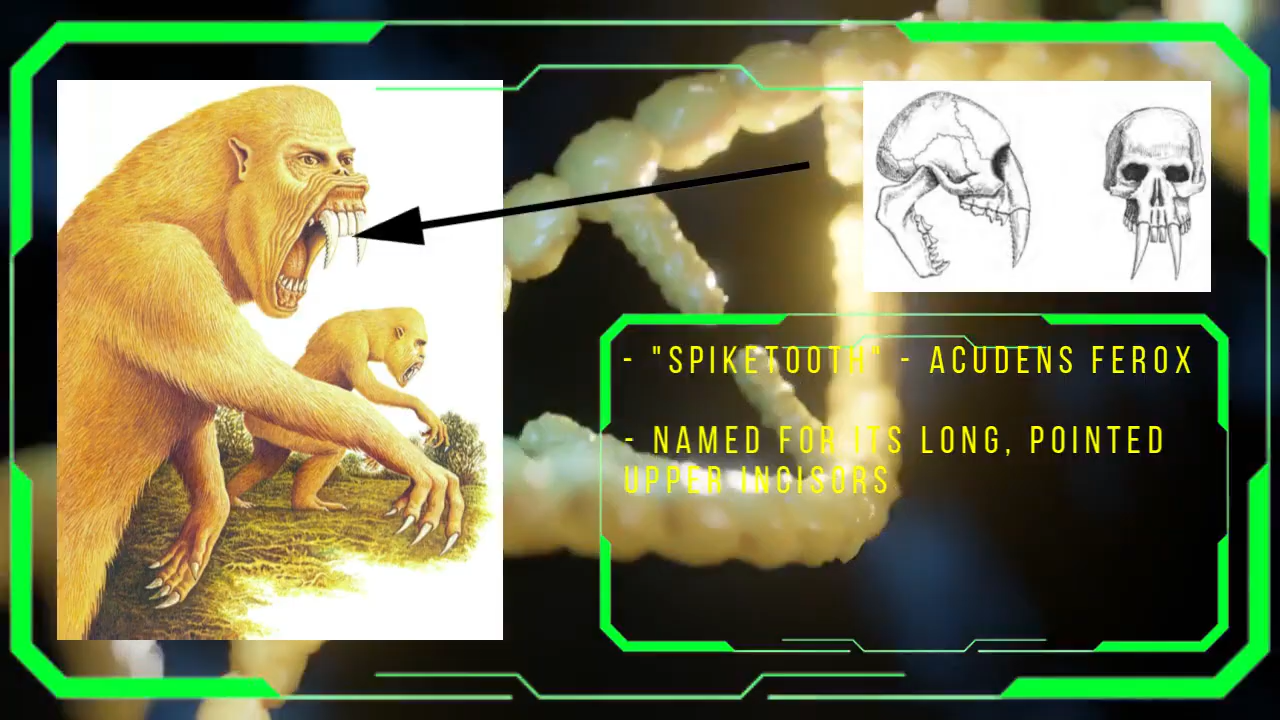 - "SPIKETOOTH" - ACUDENS FEROX
- NAMED FOR ITS LONG, POINTED
UPPER INCISORS